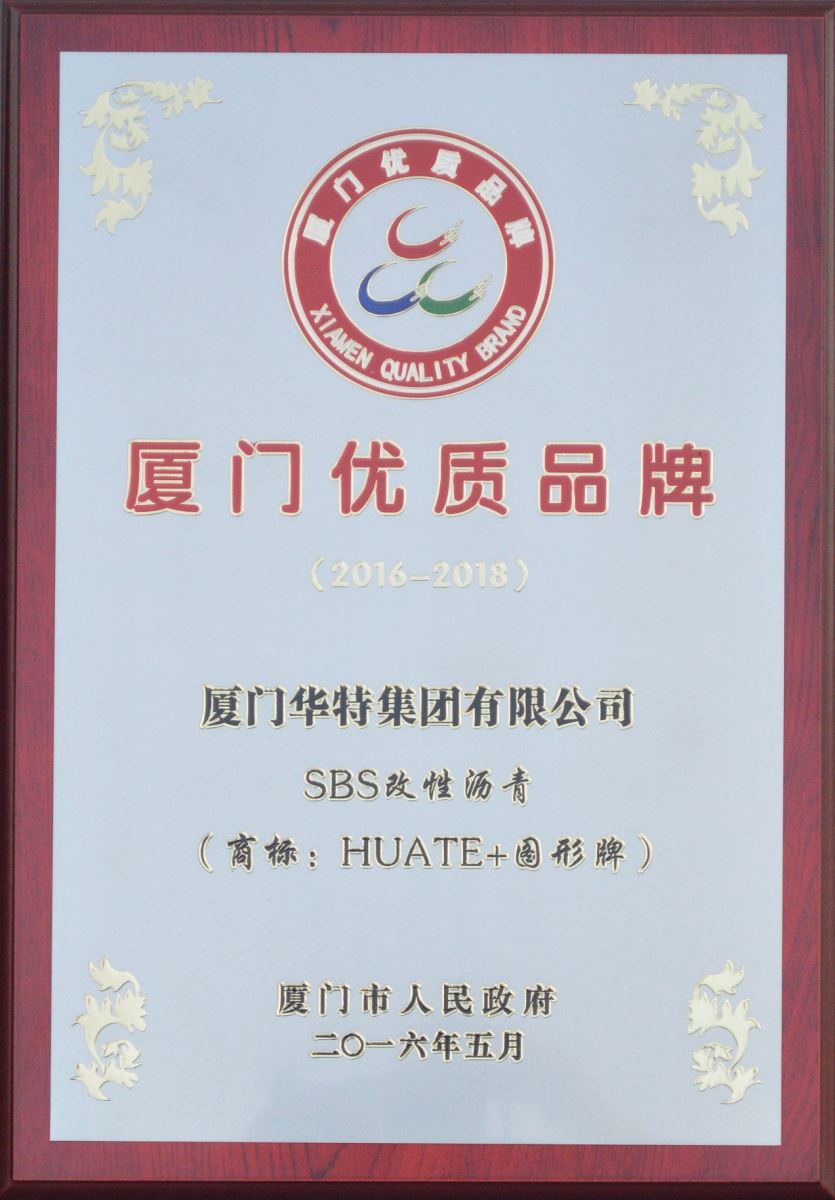 厦门优质品牌
XIAMEN QUALITY BRAND
厦门优质品牌
（2016-2018）
厦门华特集团有限公司
SBS改性沥青
（商标：HUATE+图形牌）
厦门市人民政府
二〇一六年五月